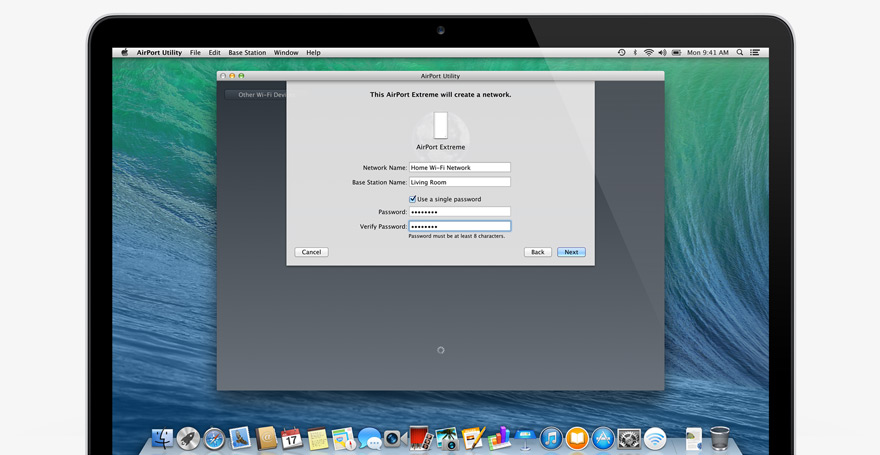 AirPort Utility File Edit Base Station Window Help Mon 9:41 AM
AirPort Utility
Other Wi-Fi Devi
This AirPort Extreme will create a network.
AirPort Extreme
Network Name: Home Wi-Fi Network
Base Station Name: Living Room
Use a single password
Password: ••••••••
Verify Password: ••••••••
Password must be at least 8 characters.
Cancel Back Next
17